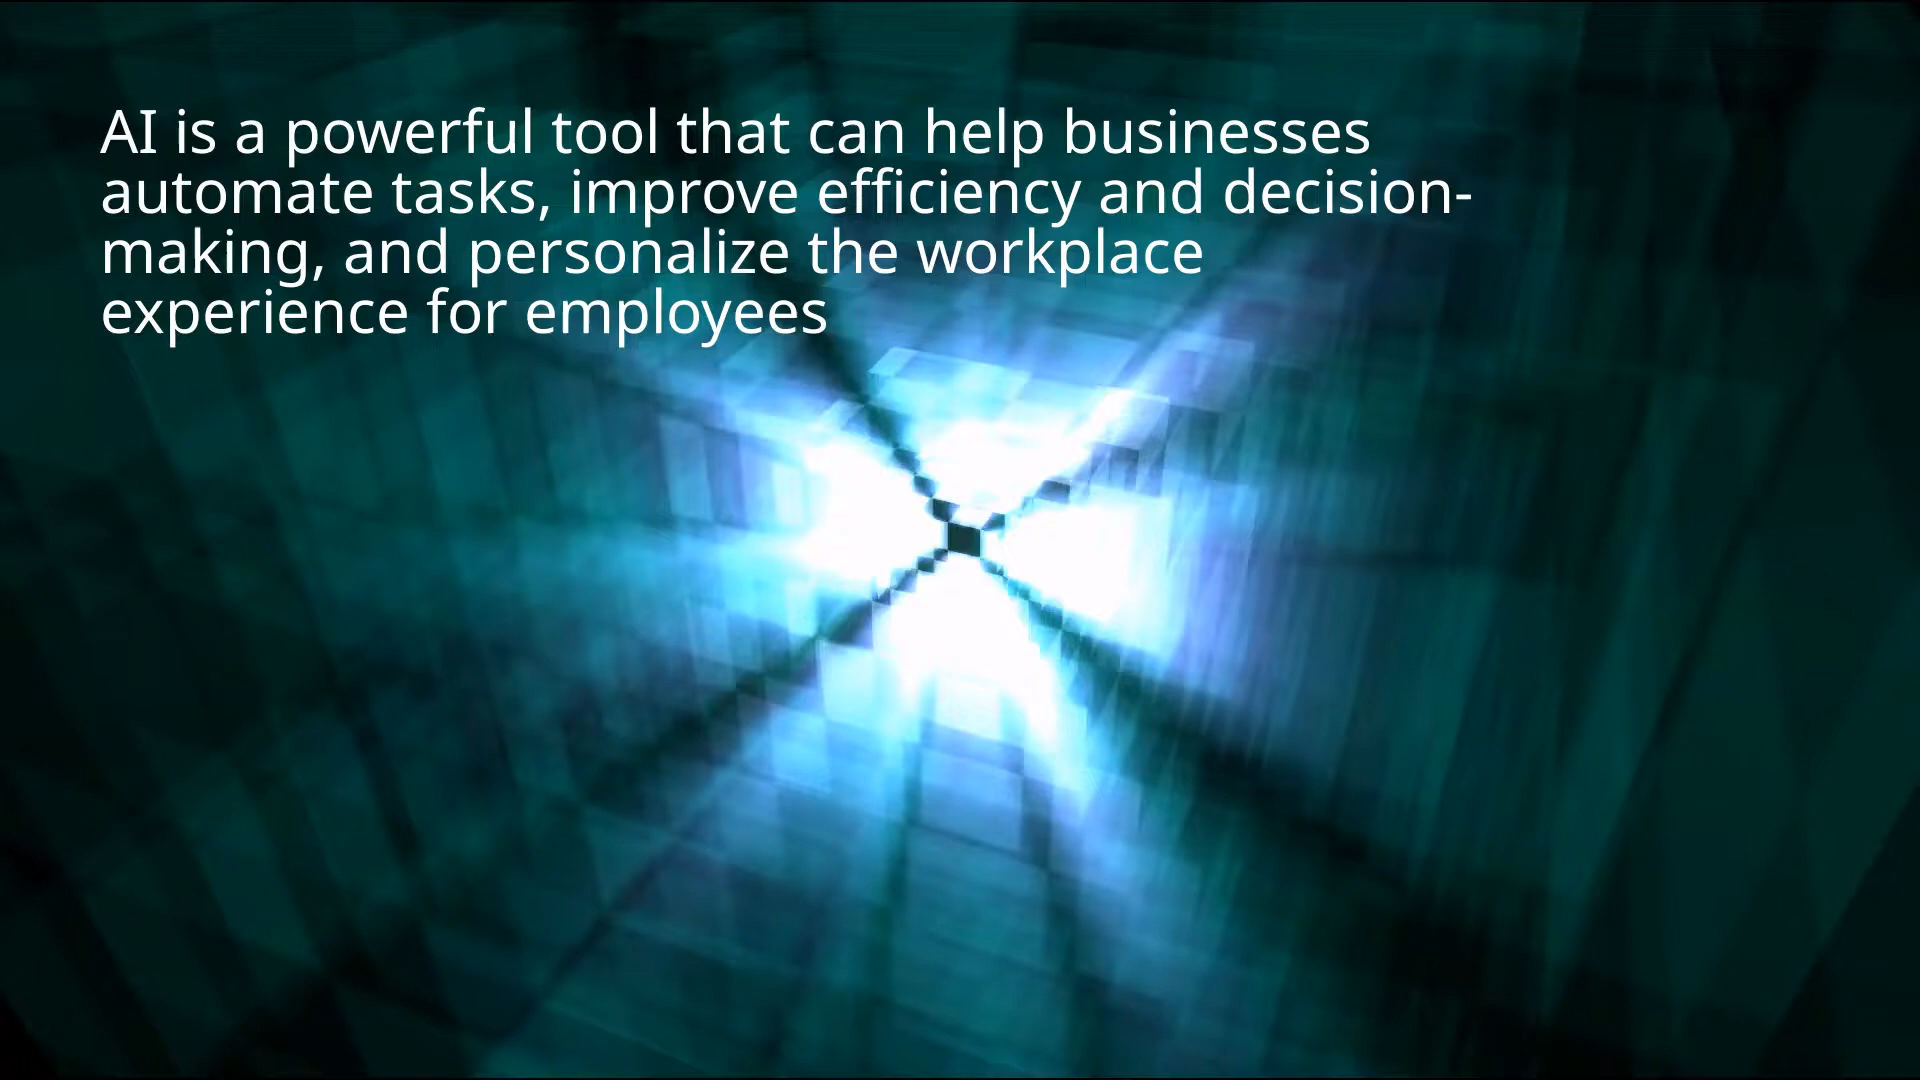 AI is a powerful tool that can help businesses
automate tasks, improve efficiency and decision-
making, and personalize the workplace
experience for employees